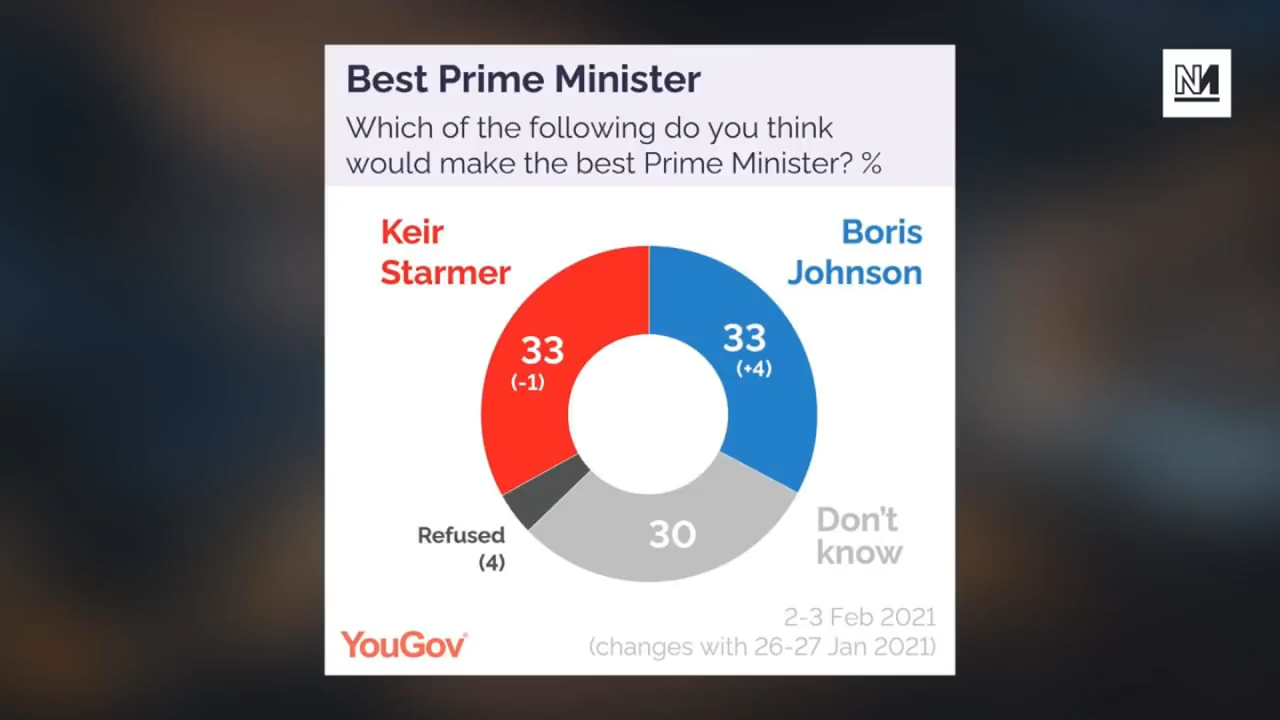 Best Prime Minister
Which of the following do you think
would make the best Prime Minister? %
Keir
Starmer
Boris
Johnson
33
(-1)
33
(+4)
Refused
(4)
30
Don't
know
2-3 Feb 2021
(changes with 26-27 Jan 2021)
YouGov
NM